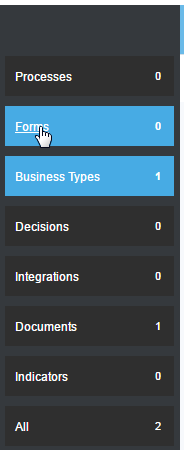 Processes 0
Forms 0
Business Types 1
Decisions 0
Integrations 0
Documents 1
Indicators 0
All 2